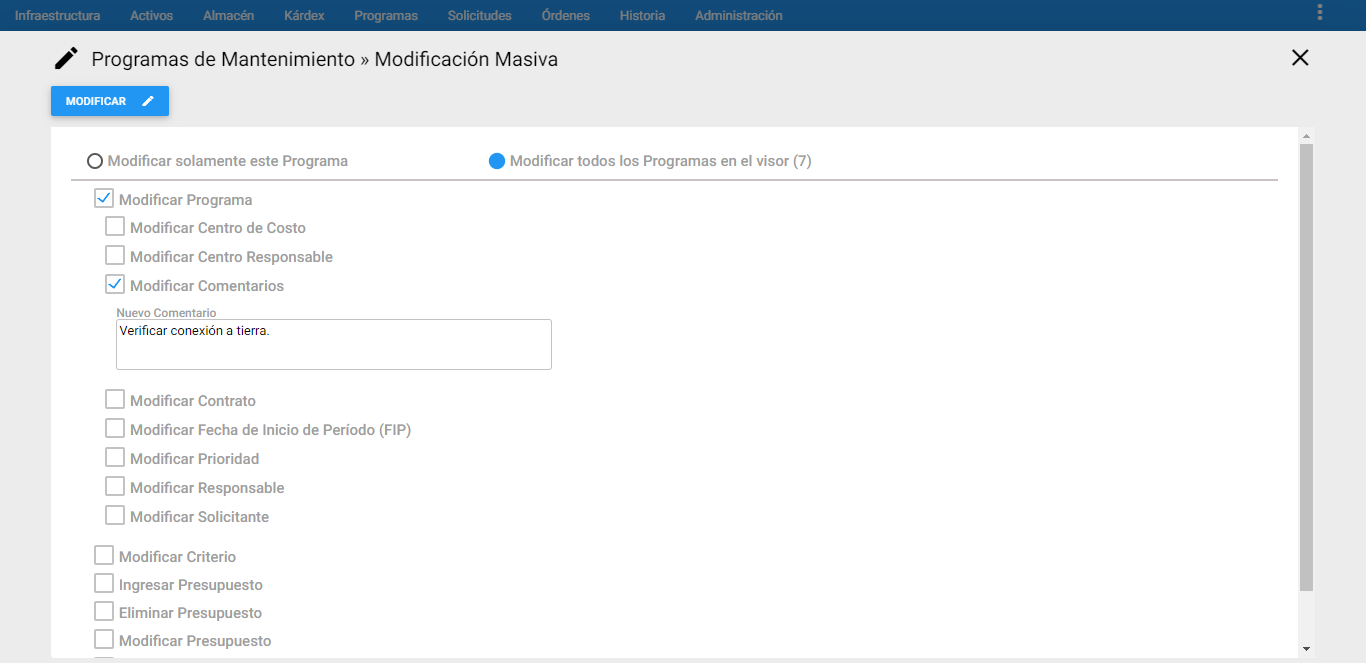 Infraestructura Activos Almacén Kárdex Programas Solicitudes Órdenes Historia Administración
Programas de Mantenimiento » Modificación Masiva
MODIFICAR
Modificar solamente este Programa Modificar todos los Programas en el visor (7)
Modificar Programa
Modificar Centro de Costo
Modificar Centro Responsable
Modificar Comentarios
Nuevo Comentario
Verificar conexión a tierra.
Modificar Contrato
Modificar Fecha de Inicio de Período (FIP)
Modificar Prioridad
Modificar Responsable
Modificar Solicitante
Modificar Criterio
Ingresar Presupuesto
Eliminar Presupuesto
Modificar Presupuesto